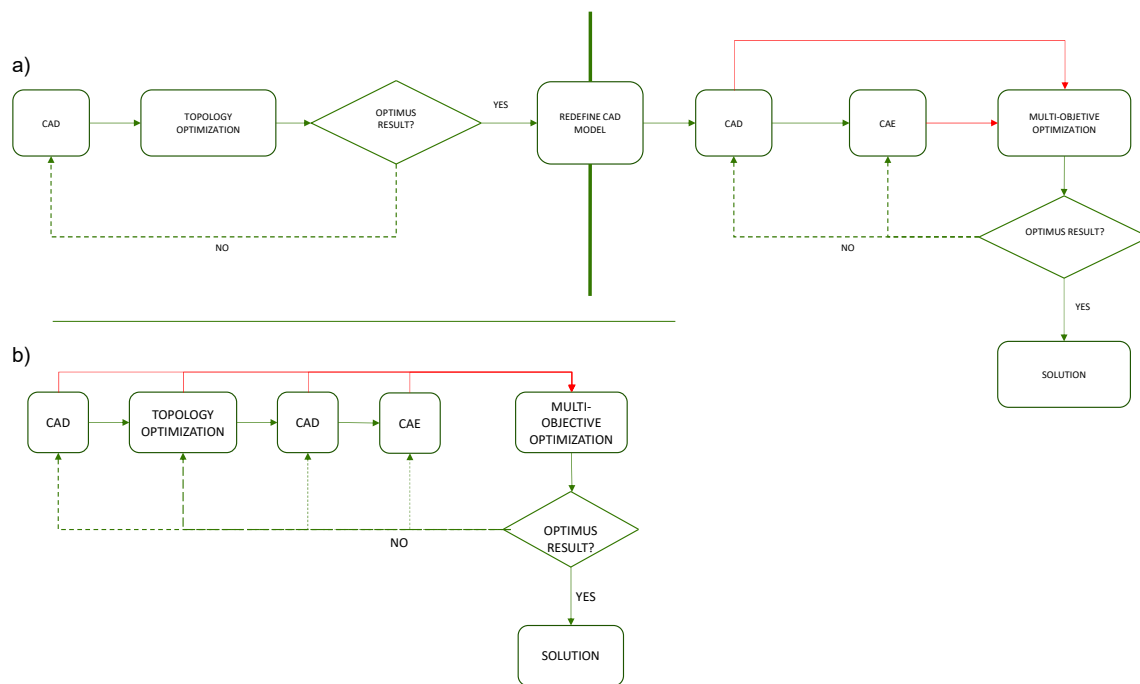 a)
CAD
TOPOLOGY
OPTIMIZATION
OPTIMUS
RESULT?
YES
REDEFINE CAD
MODEL
CAD
CAE
MULTI-OBJETIVE
OPTIMIZATION
NO
NO
OPTIMUS RESULT?
YES
SOLUTION
b)
CAD
TOPOLOGY
OPTIMIZATION
CAD
CAE
MULTI-
OBJECTIVE
OPTIMIZATION
NO
OPTIMUS
RESULT?
YES
SOLUTION